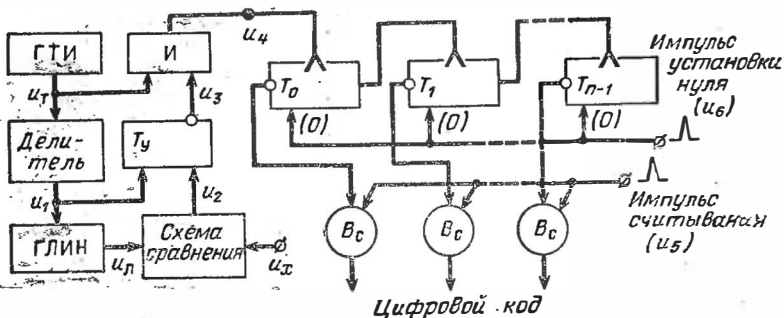 ГТИ
И
u₄
T₀
T₁
Tₙ₋₁
Импульс
установки
нуля
(u₆)
uₜ
u₃
(0)
(0)
(0)
Дели-
тель
Tу
u₁
u₂
Вс
Вс
Вс
Импульс
считывания
(u₅)
ГЛИН
uл
Схема
сравнения
uₓ
Цифровой код